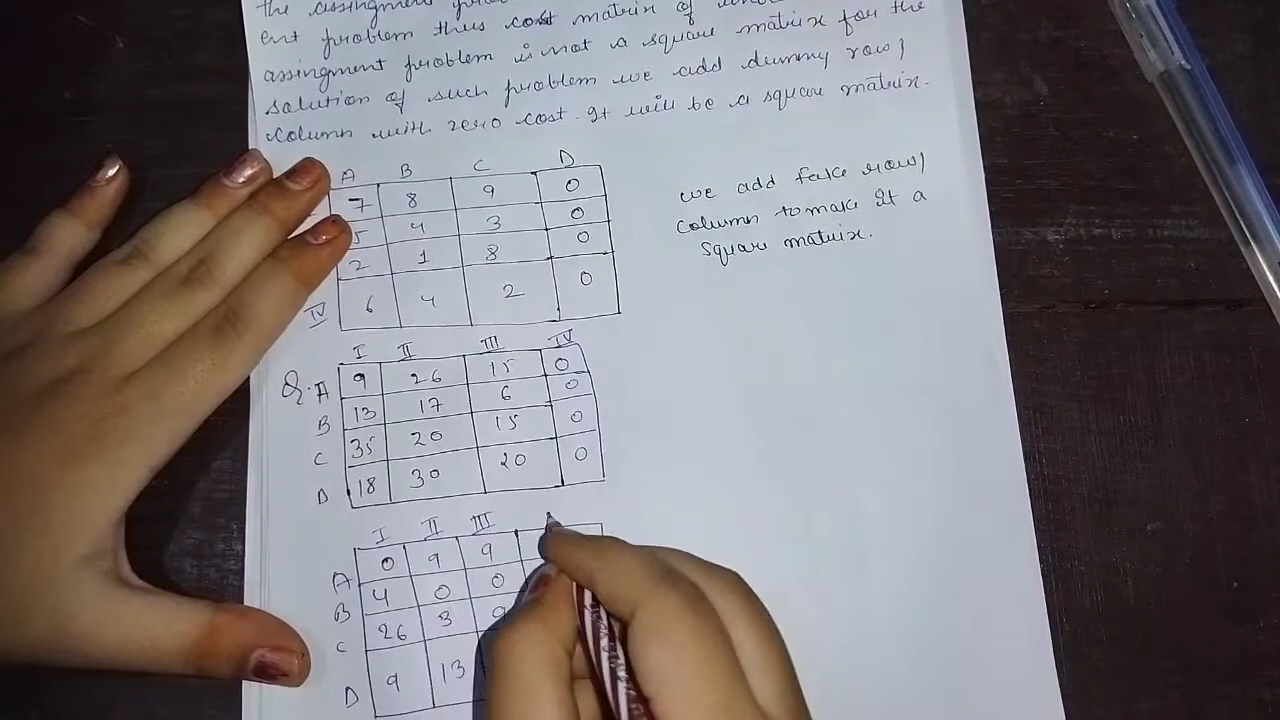 the assingment
ent problem thus cost matrix of
assingment problem is not a square matrix for the
solution of such problem we add dummy row/
column with zero cost. It will be a square matrix.
A B C D
7 8 9 0
5 4 3 0
2 1 8 0
IV 6 4 2 0
we add fake row/
column to make it a
square matrix.
I II III IV
Q. A 9 26 15 0
B 13 17 6 0
C 35 20 15 0
D 18 30 20 0
I II III
A 0 9 9
B 4 0 0
C 26 3 9
D 9 13